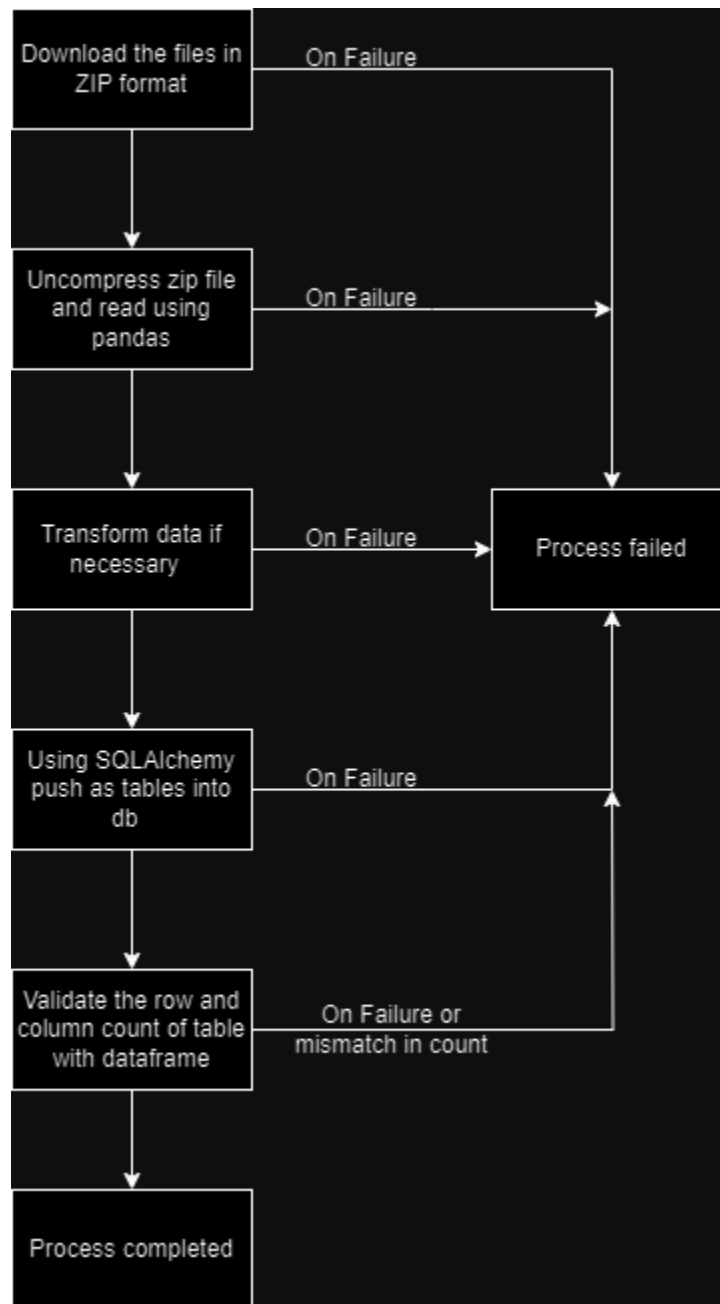 Download the files in
ZIP format
On Failure
Uncompress zip file
and read using
pandas
On Failure
Transform data if
necessary
On Failure
Process failed
Using SQLAlchemy
push as tables into
db
On Failure
Validate the row and
column count of table
with dataframe
On Failure or
mismatch in count
Process completed